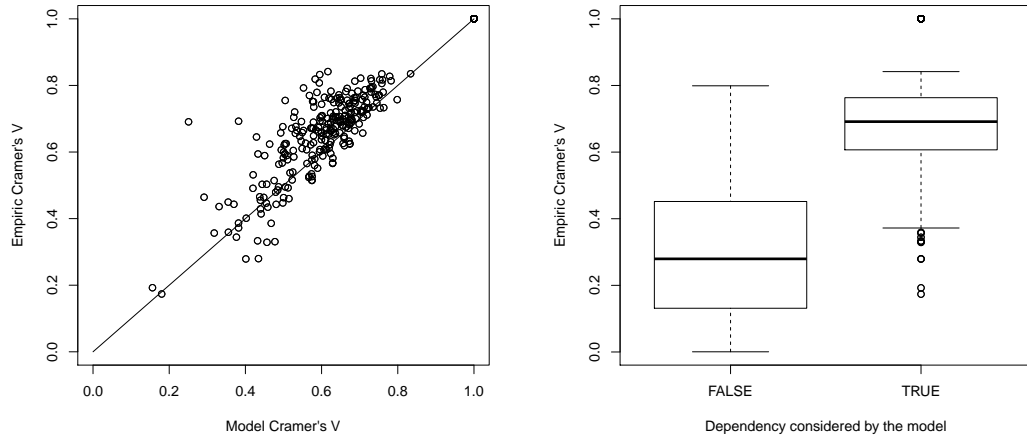 Empiric Cramer's V
1.0
0.8
0.6
0.4
0.2
0.0
0.0 0.2 0.4 0.6 0.8 1.0
Model Cramer's V
Empiric Cramer's V
1.0
0.8
0.6
0.4
0.2
0.0
FALSE TRUE
Dependency considered by the model